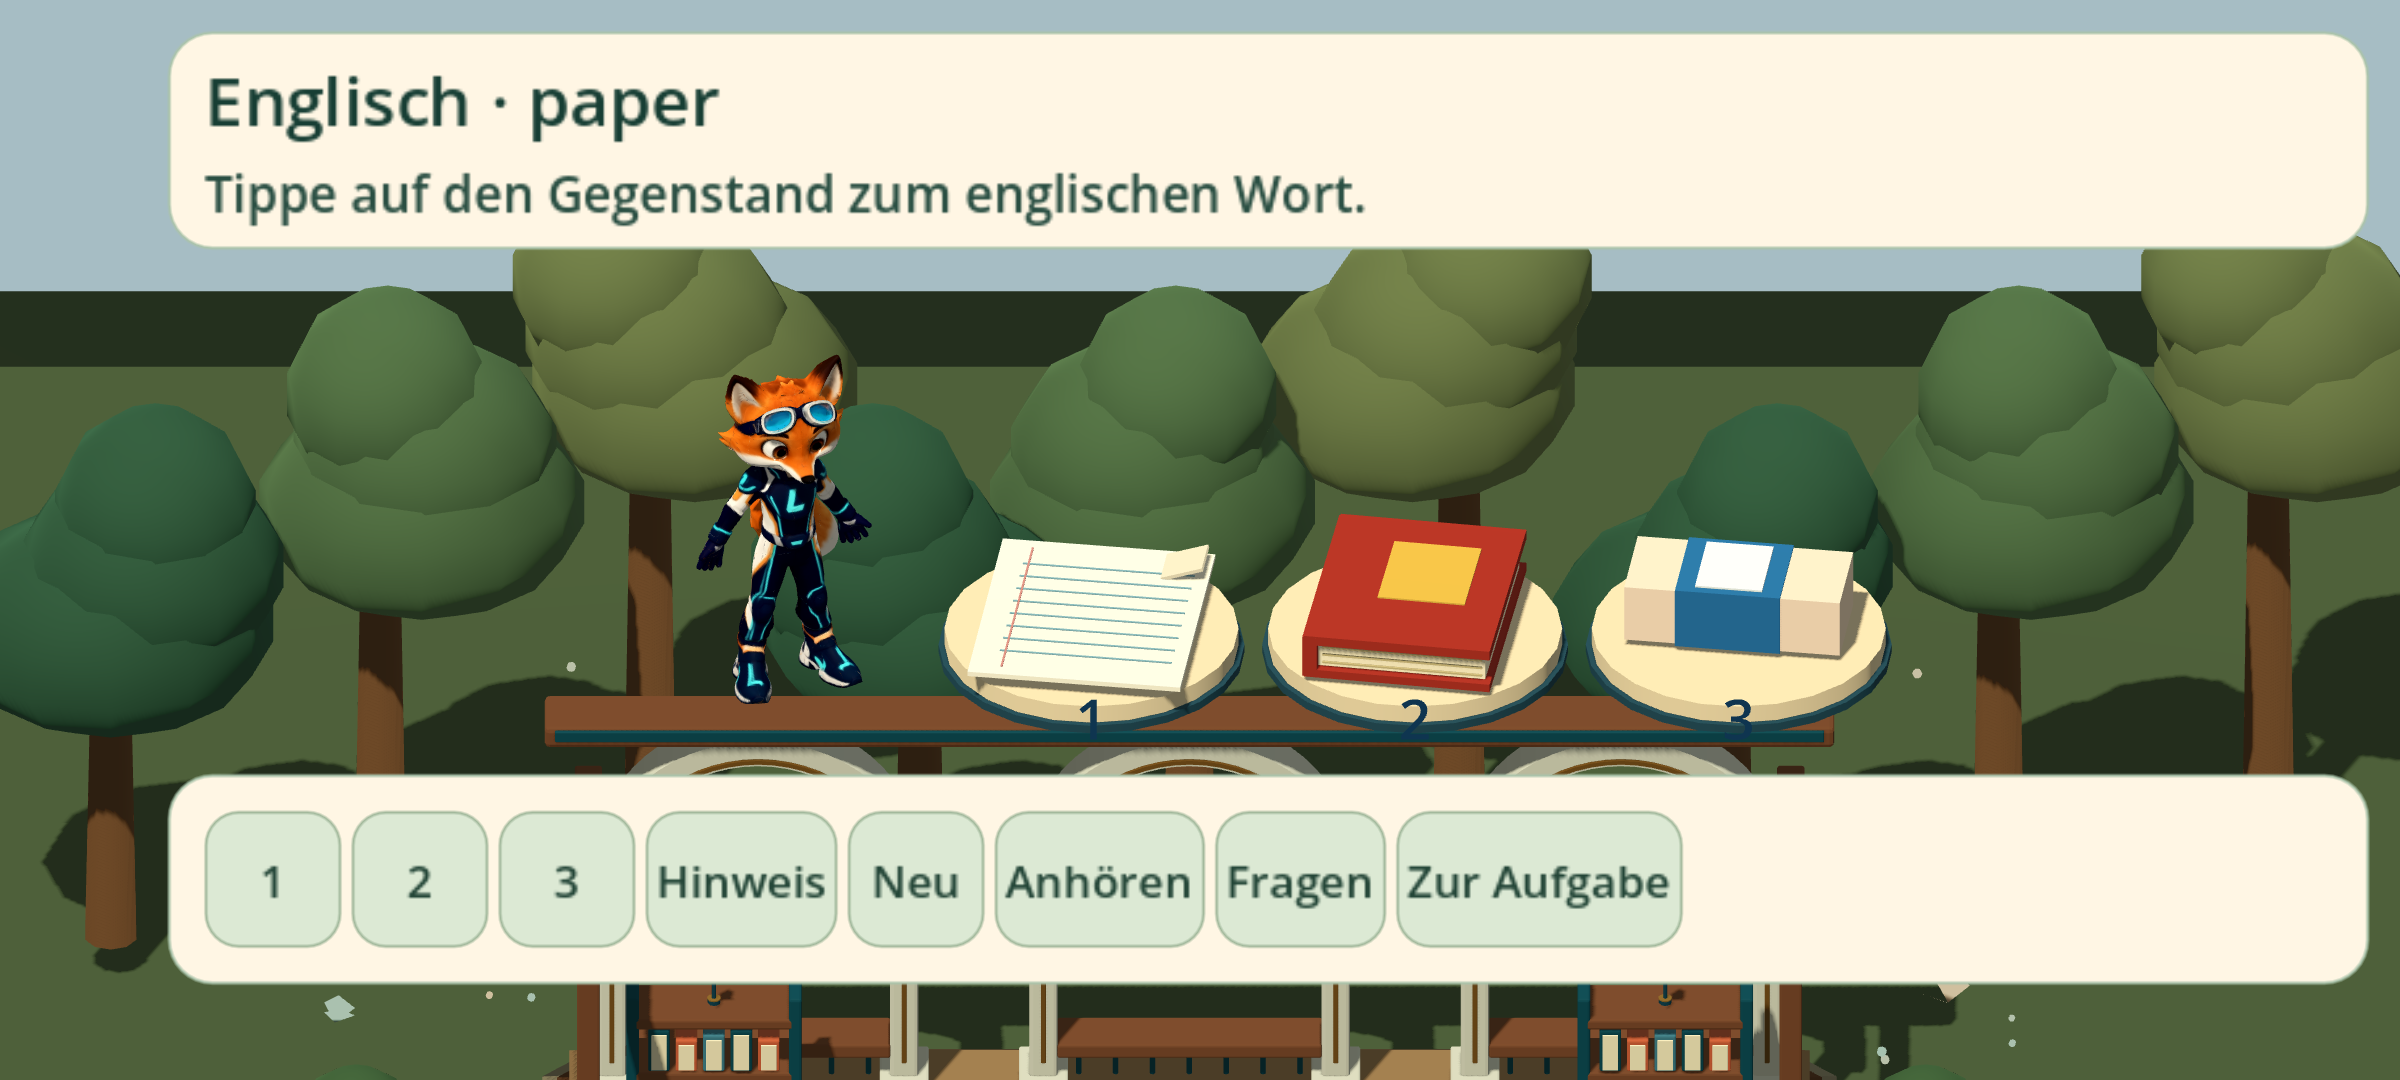 Englisch · paper
Tippe auf den Gegenstand zum englischen Wort.
L
L
1
2
3
1
2
3
Hinweis
Neu
Anhören
Fragen
Zur Aufgabe